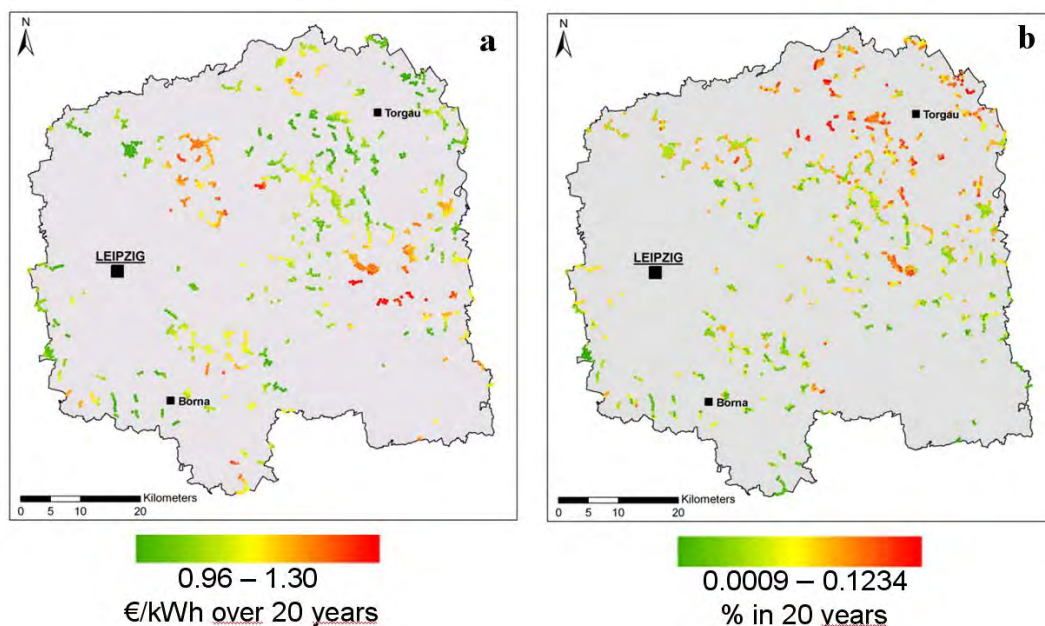 N
a
Torgau
LEIPZIG
Borna
Kilometers
0 5 10 20
0.96 – 1.30
€/kWh over 20 years
N
b
Torgau
LEIPZIG
Borna
Kilometers
0 5 10 20
0.0009 – 0.1234
% in 20 years